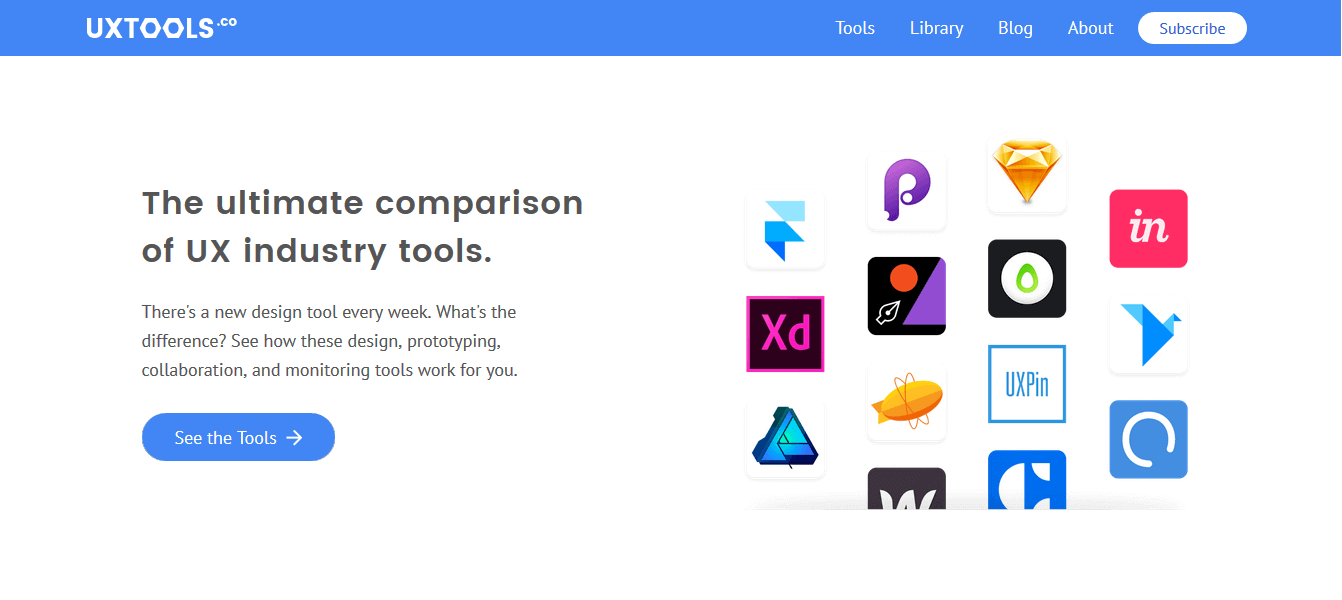 UXTOOLS.co
Tools Library Blog About Subscribe
The ultimate comparison
of UX industry tools.
There's a new design tool every week. What's the
difference? See how these design, prototyping,
collaboration, and monitoring tools work for you.
See the Tools →
in
Xd
UXPin